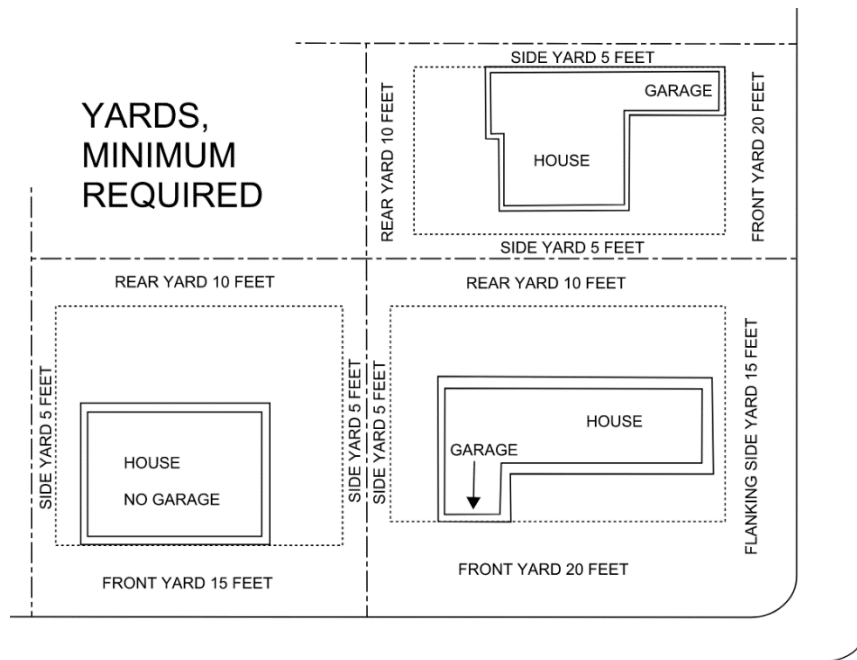 YARDS,
MINIMUM
REQUIRED
SIDE YARD 5 FEET
REAR YARD 10 FEET
GARAGE
HOUSE
FRONT YARD 20 FEET
SIDE YARD 5 FEET
REAR YARD 10 FEET
SIDE YARD 5 FEET
HOUSE
NO GARAGE
SIDE YARD 5 FEET
FRONT YARD 15 FEET
REAR YARD 10 FEET
SIDE YARD 5 FEET
HOUSE
GARAGE
FLANKING SIDE YARD 15 FEET
FRONT YARD 20 FEET